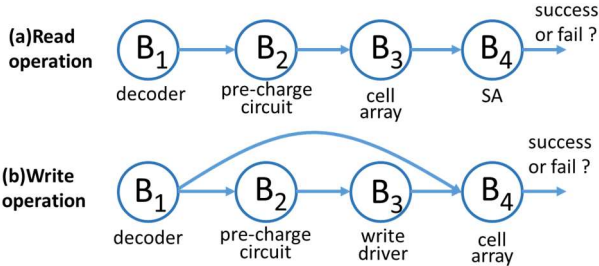 success
or fail ?
(a)Read
operation
B1
B2
B3
B4
decoder
pre-charge
circuit
cell
array
SA
success
or fail ?
(b)Write
operation
B1
B2
B3
B4
decoder
pre-charge
circuit
write
driver
cell
array